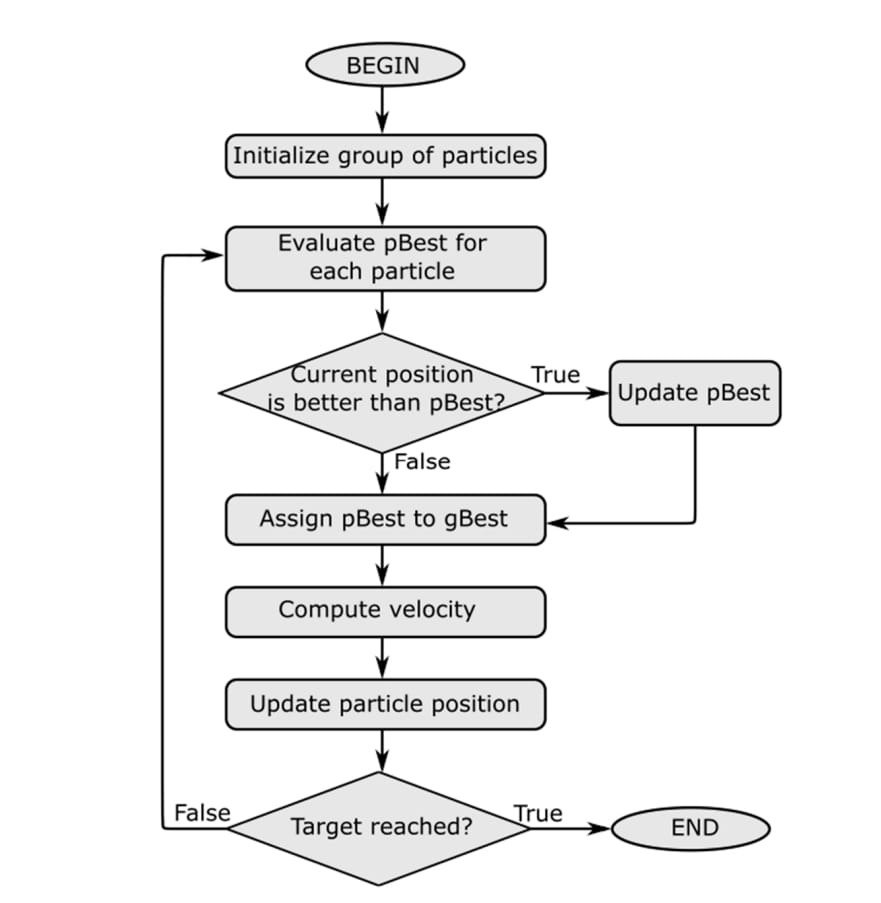 BEGIN
Initialize group of particles
Evaluate pBest for
each particle
Current position
is better than pBest?
True
Update pBest
False
Assign pBest to gBest
Compute velocity
Update particle position
False
Target reached?
True
END